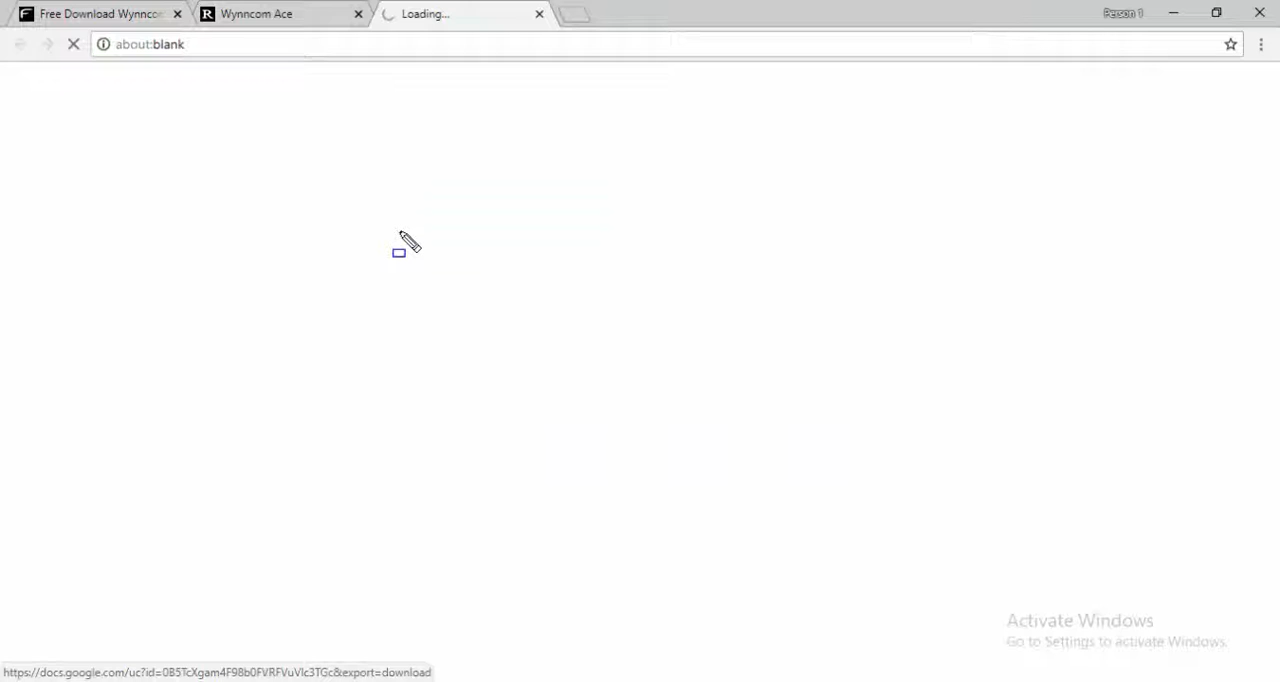 Free Download Wynncom
R Wynncom Ace
Loading...
Person 1
about:blank
Activate Windows
Go to Settings to activate Windows.
https://docs.google.com/uc?id=0B5TcXgam4F98b0FVRFVuVlc3TGc&export=download